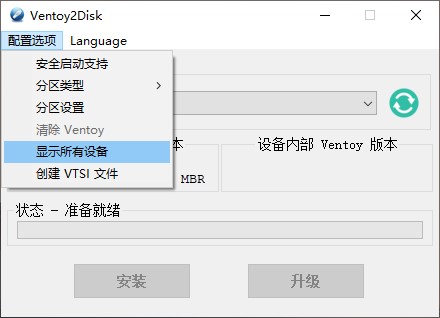 Ventoy2Disk
配置选项 Language
安全启动支持
分区类型
分区设置
清除 Ventoy
显示所有设备
创建 VTSI 文件
本
设备内部 Ventoy 版本
MBR
状态 - 准备就绪
安装
升级